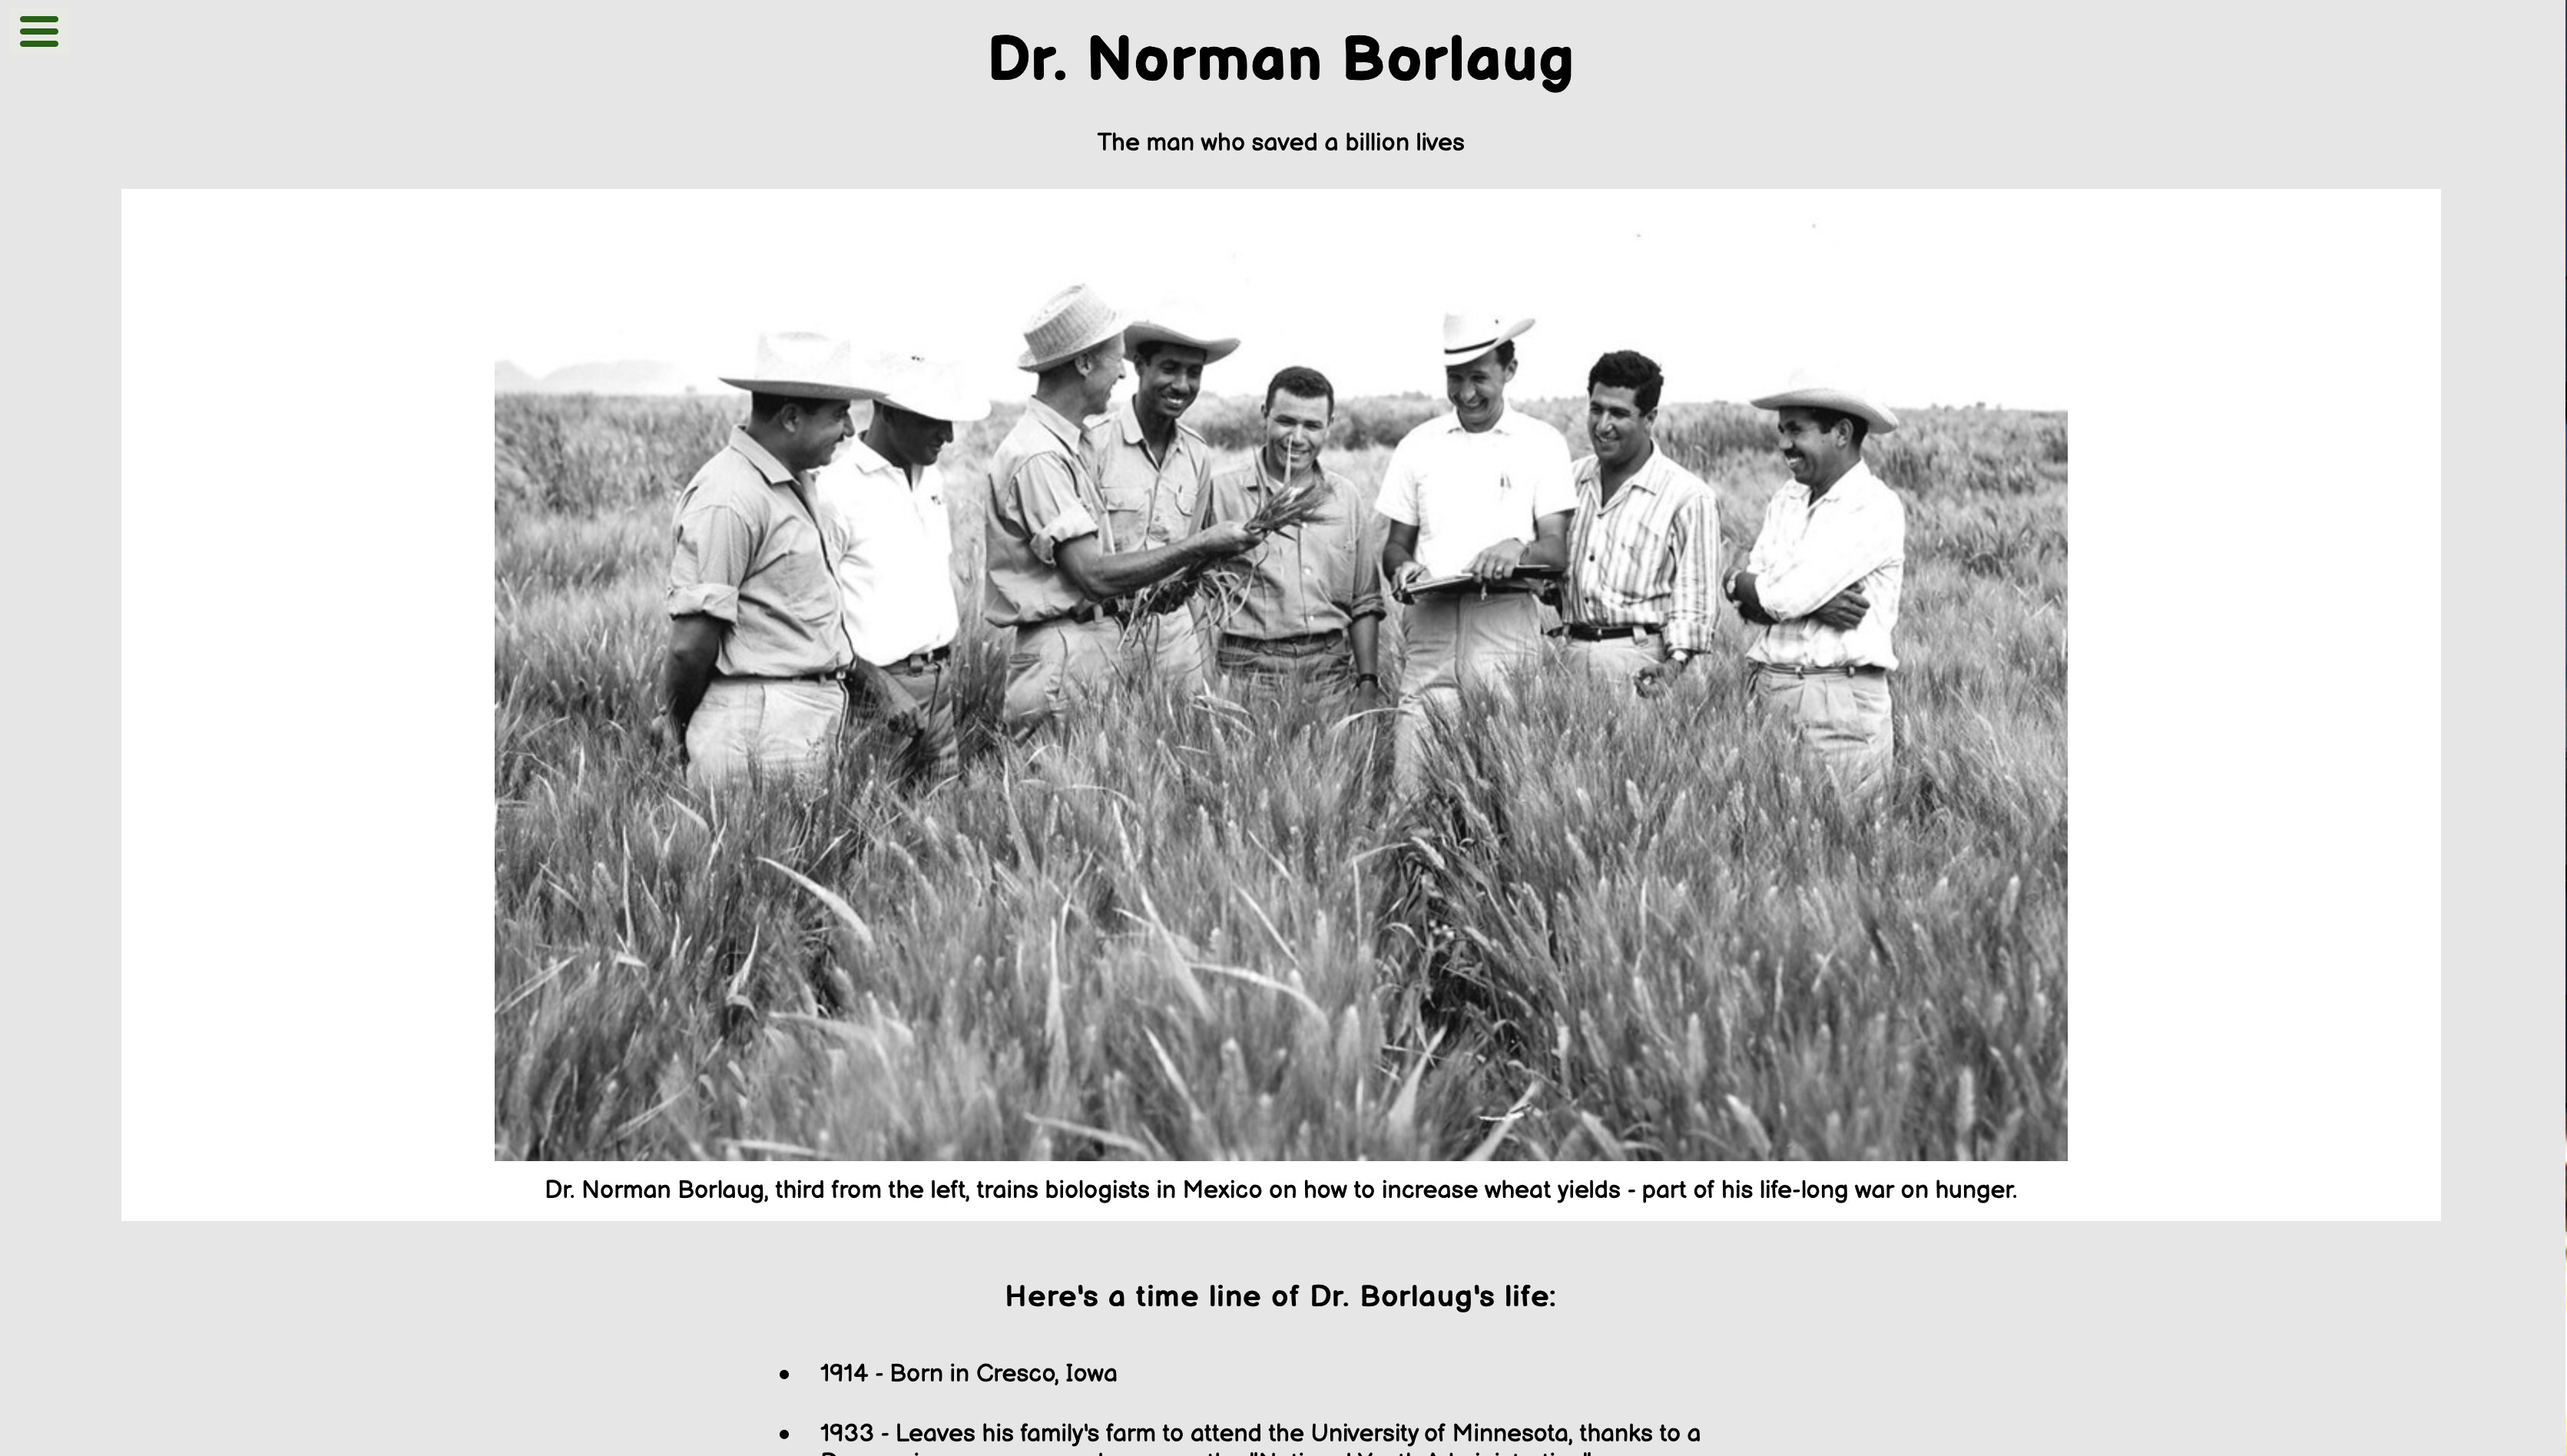 Dr. Norman Borlaug
The man who saved a billion lives
Dr. Norman Borlaug, third from the left, trains biologists in Mexico on how to increase wheat yields - part of his life-long war on hunger.
Here's a time line of Dr. Borlaug's life:
● 1914 - Born in Cresco, Iowa
● 1933 - Leaves his family's farm to attend the University of Minnesota, thanks to a